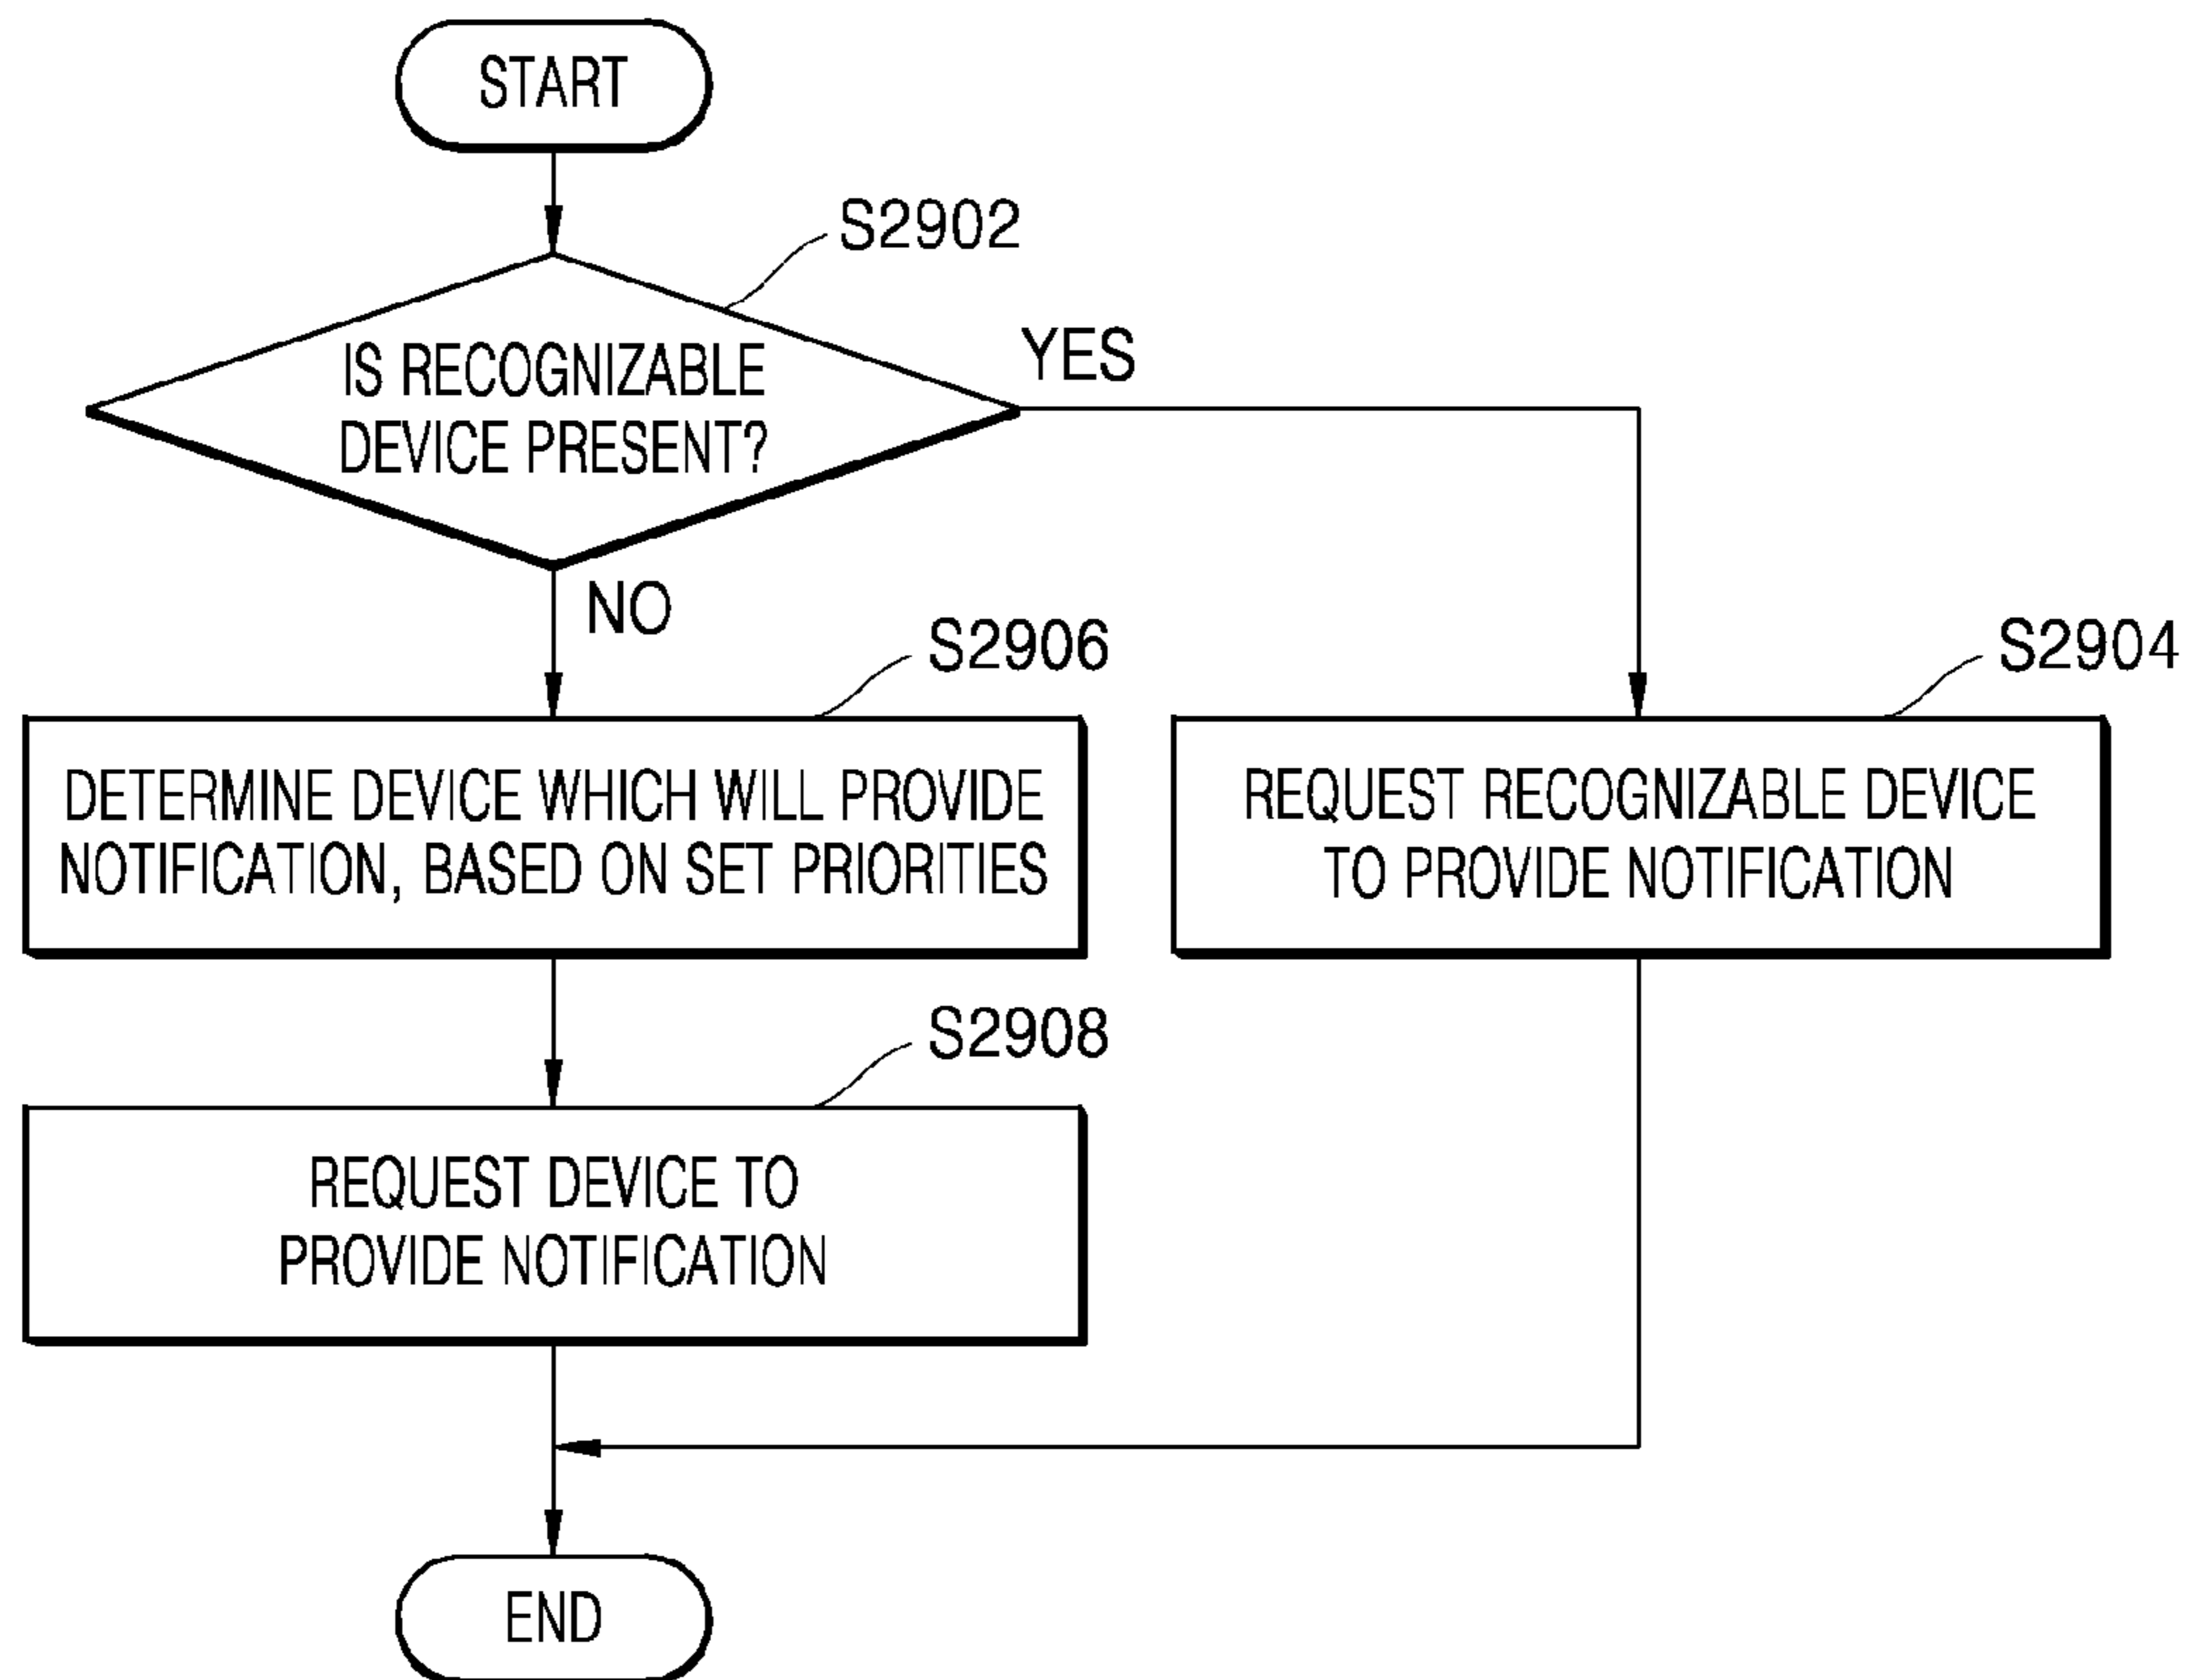 START
S2902
IS RECOGNIZABLE
DEVICE PRESENT?
YES
NO
S2906
DETERMINE DEVICE WHICH WILL PROVIDE
NOTIFICATION, BASED ON SET PRIORITIES
S2904
REQUEST RECOGNIZABLE DEVICE
TO PROVIDE NOTIFICATION
S2908
REQUEST DEVICE TO
PROVIDE NOTIFICATION
END